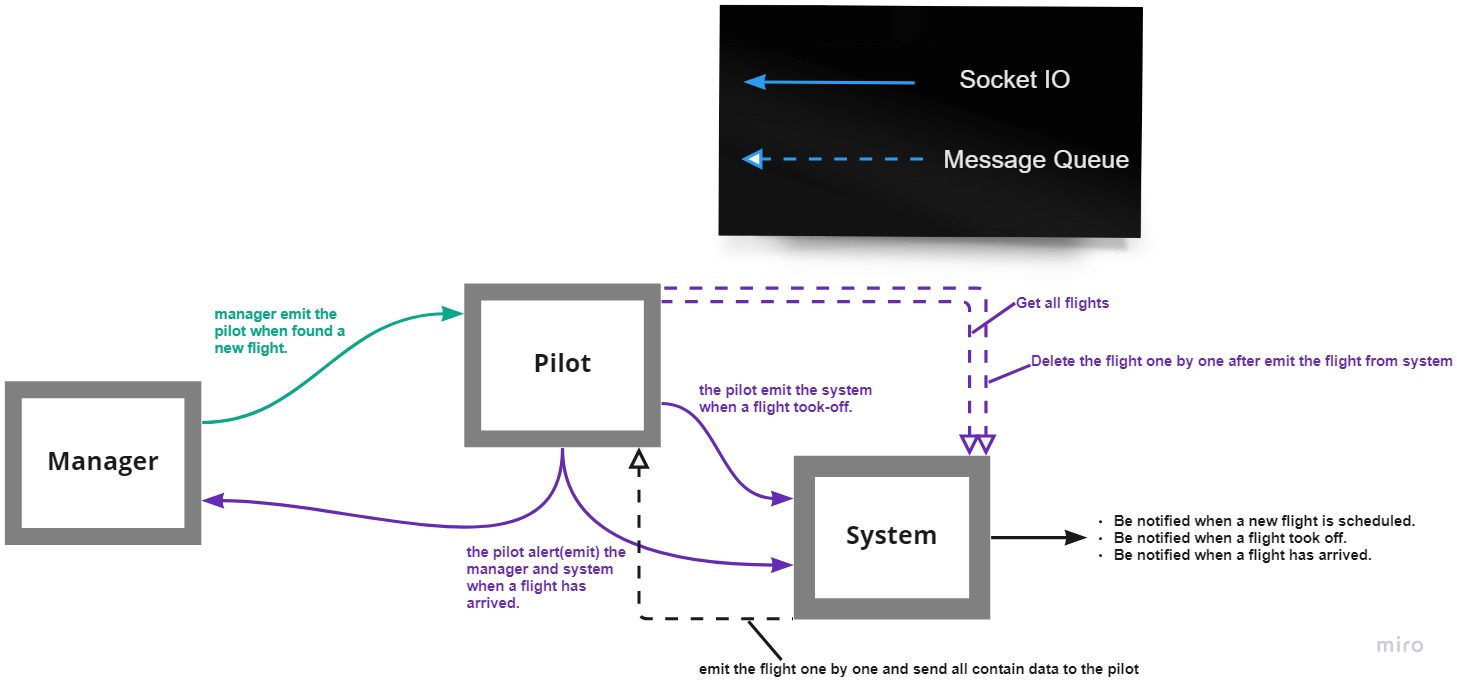 Socket IO
Message Queue
manager emit the
pilot when found a
new flight.
Pilot
Get all flights
Delete the flight one by one after emit the flight from system
the pilot emit the system
when a flight took-off.
Manager
System
• Be notified when a new flight is scheduled.
• Be notified when a flight took off.
• Be notified when a flight has arrived.
the pilot alert(emit) the
manager and system
when a flight has
arrived.
emit the flight one by one and send all contain data to the pilot
miro